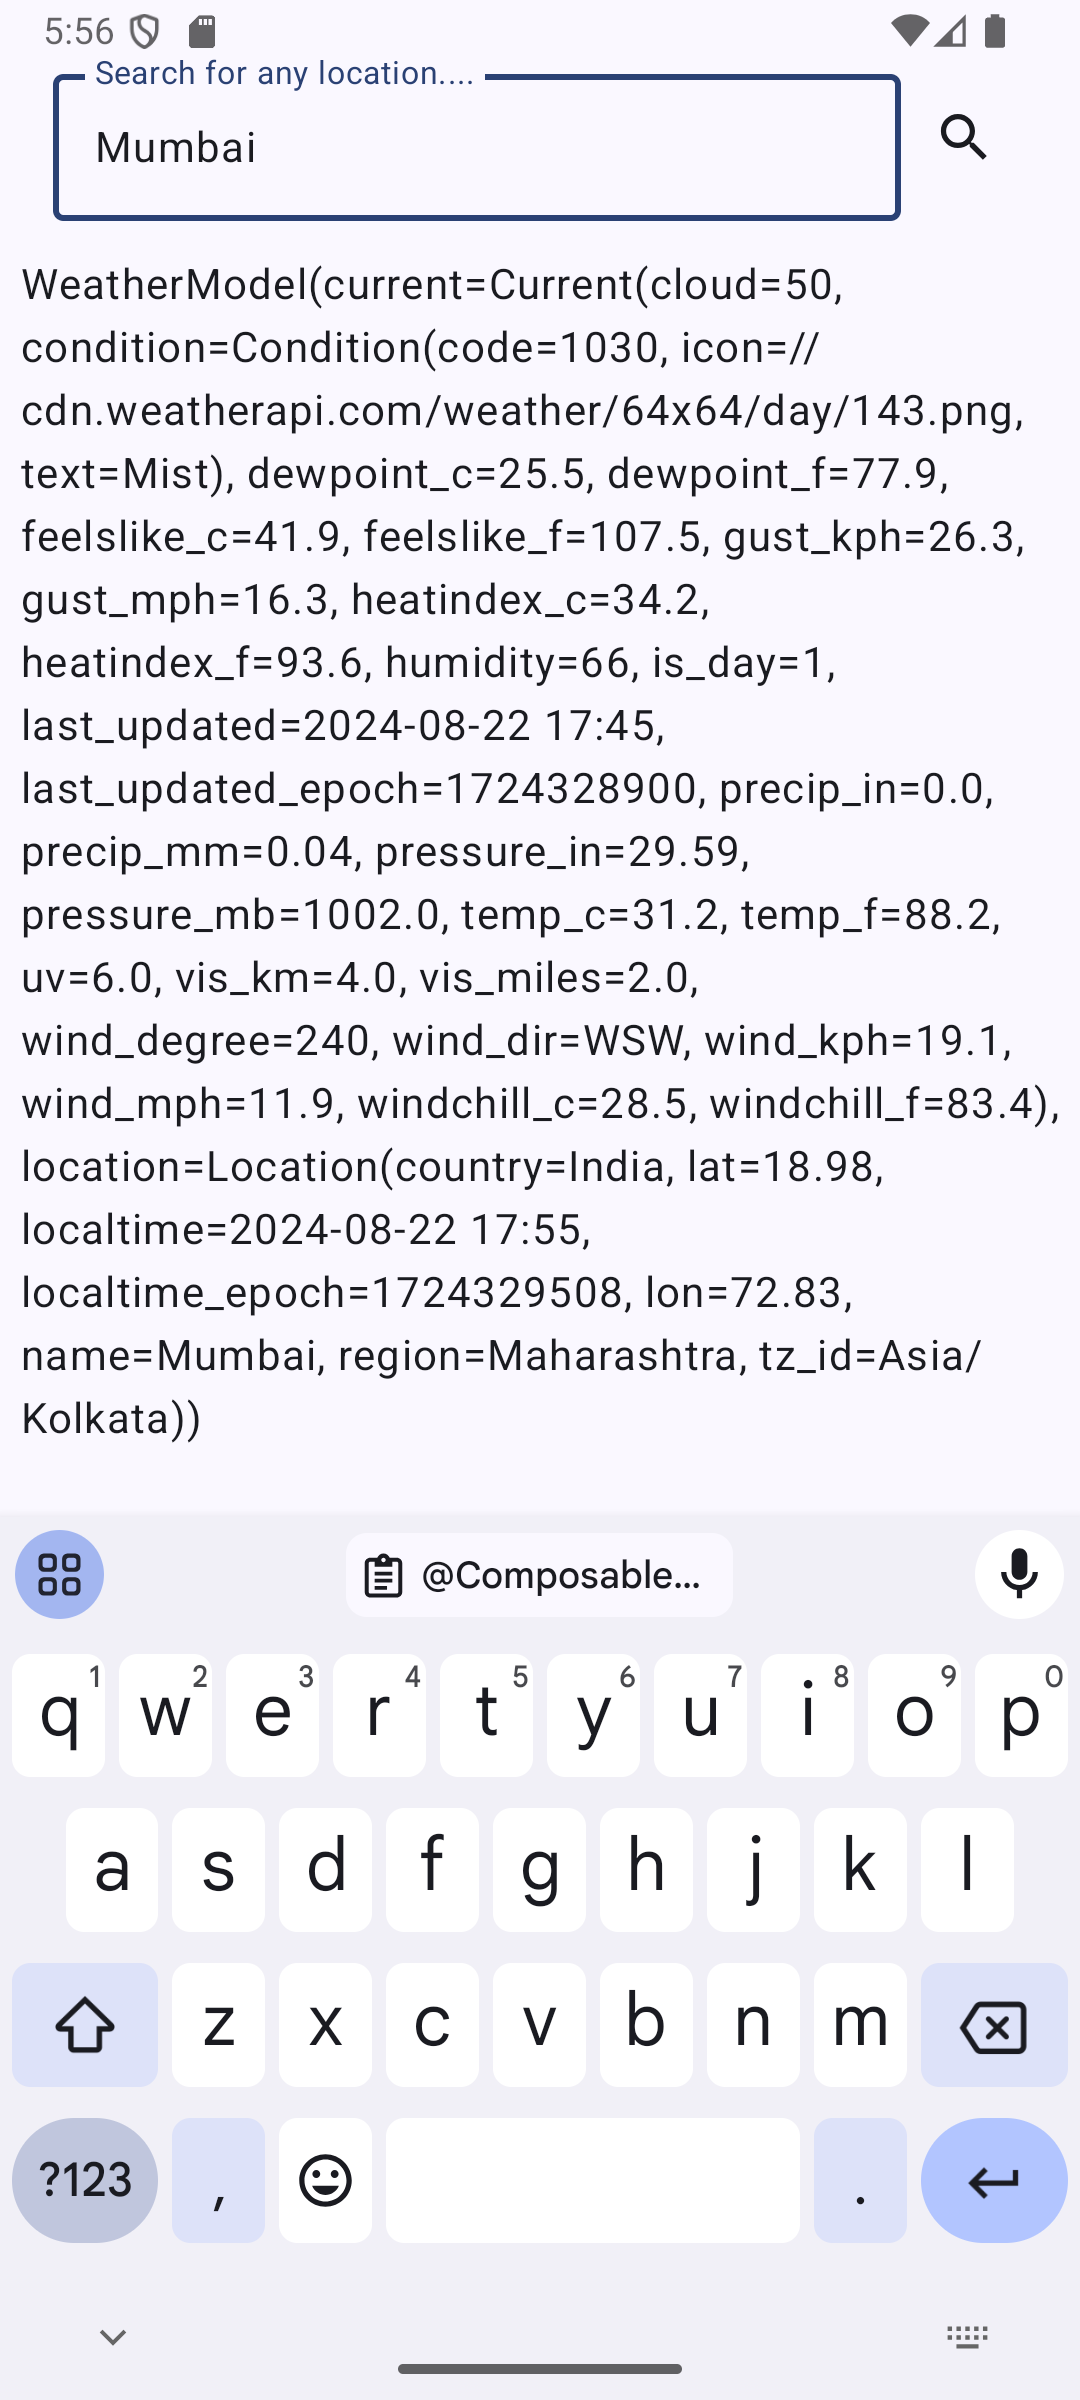 5:56
Search for any location....
Mumbai
WeatherModel(current=Current(cloud=50,
condition=Condition(code=1030, icon=//
cdn.weatherapi.com/weather/64x64/day/143.png,
text=Mist), dewpoint_c=25.5, dewpoint_f=77.9,
feelslike_c=41.9, feelslike_f=107.5, gust_kph=26.3,
gust_mph=16.3, heatindex_c=34.2,
heatindex_f=93.6, humidity=66, is_day=1,
last_updated=2024-08-22 17:45,
last_updated_epoch=1724328900, precip_in=0.0,
precip_mm=0.04, pressure_in=29.59,
pressure_mb=1002.0, temp_c=31.2, temp_f=88.2,
uv=6.0, vis_km=4.0, vis_miles=2.0,
wind_degree=240, wind_dir=WSW, wind_kph=19.1,
wind_mph=11.9, windchill_c=28.5, windchill_f=83.4),
location=Location(country=India, lat=18.98,
localtime=2024-08-22 17:55,
localtime_epoch=1724329508, lon=72.83,
name=Mumbai, region=Maharashtra, tz_id=Asia/
Kolkata))
@Composable...
q 1 w 2 e 3 r 4 t 5 y 6 u 7 i 8 o 9 p 0
a s d f g h j k l
z x c v b n m
?123 , .